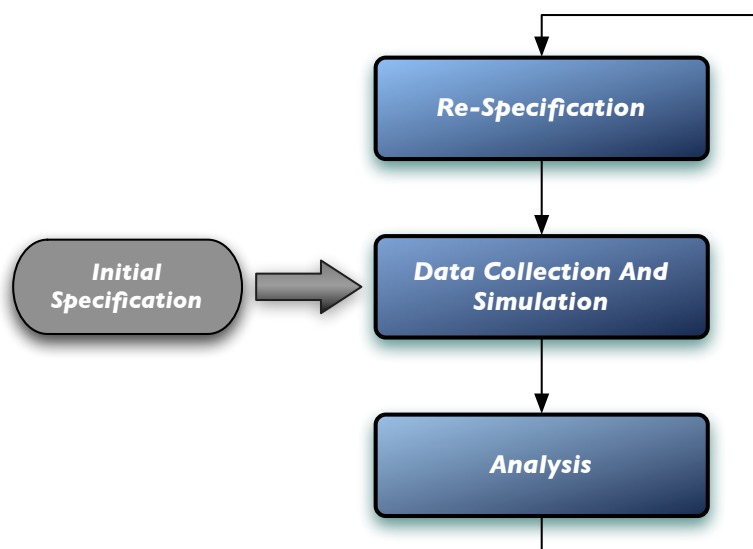 Re-Specification
Initial
Specification
Data Collection And
Simulation
Analysis